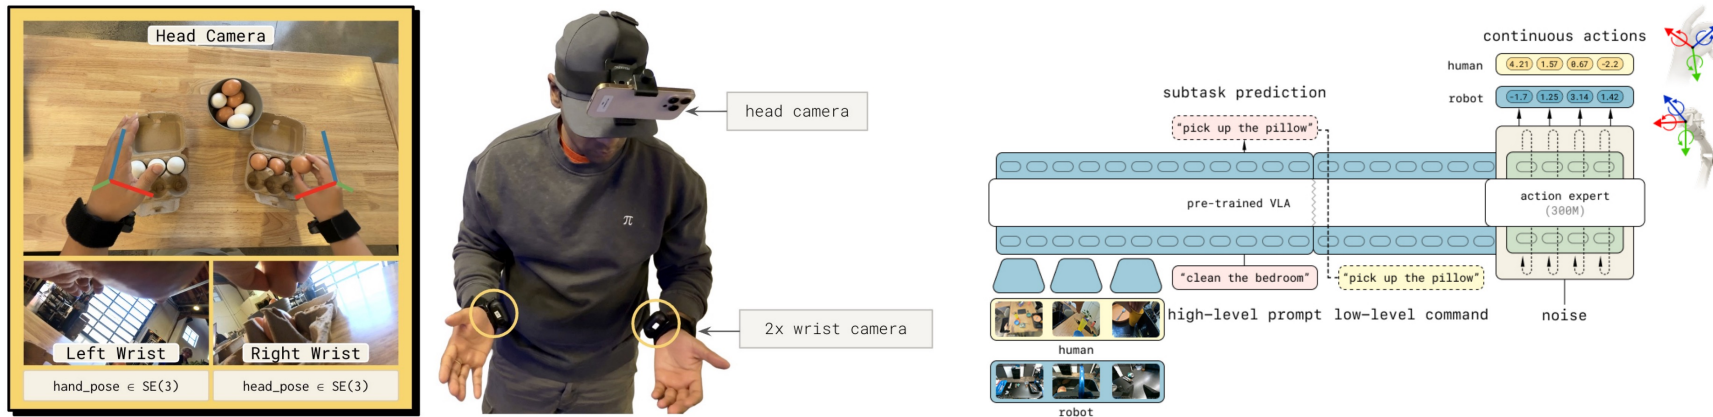 Head Camera
Left Wrist
Right Wrist
hand_pose ∈ SE(3)
head_pose ∈ SE(3)
head camera
π
2x wrist camera
continuous actions
human
4.21 1.57 0.67 -2.2
robot
-1.7 1.25 3.14 1.42
subtask prediction
"pick up the pillow"
pre-trained VLA
action expert
(300M)
"clean the bedroom"
"pick up the pillow"
high-level prompt
low-level command
noise
human
robot